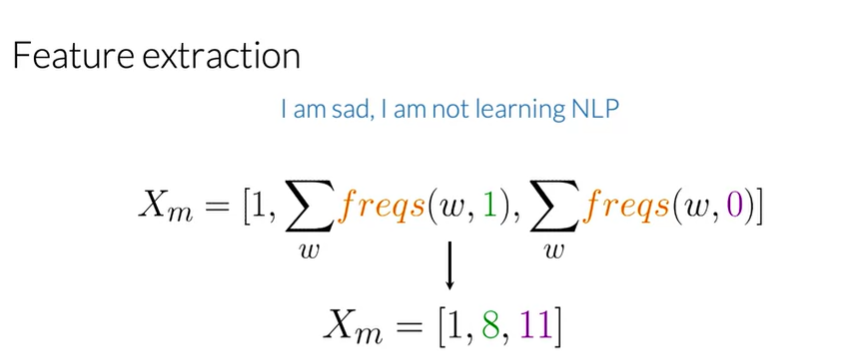 Feature extraction
I am sad, I am not learning NLP
X_m = [1, ∑_w freqs(w, 1), ∑_w freqs(w, 0)]
↓
X_m = [1, 8, 11]